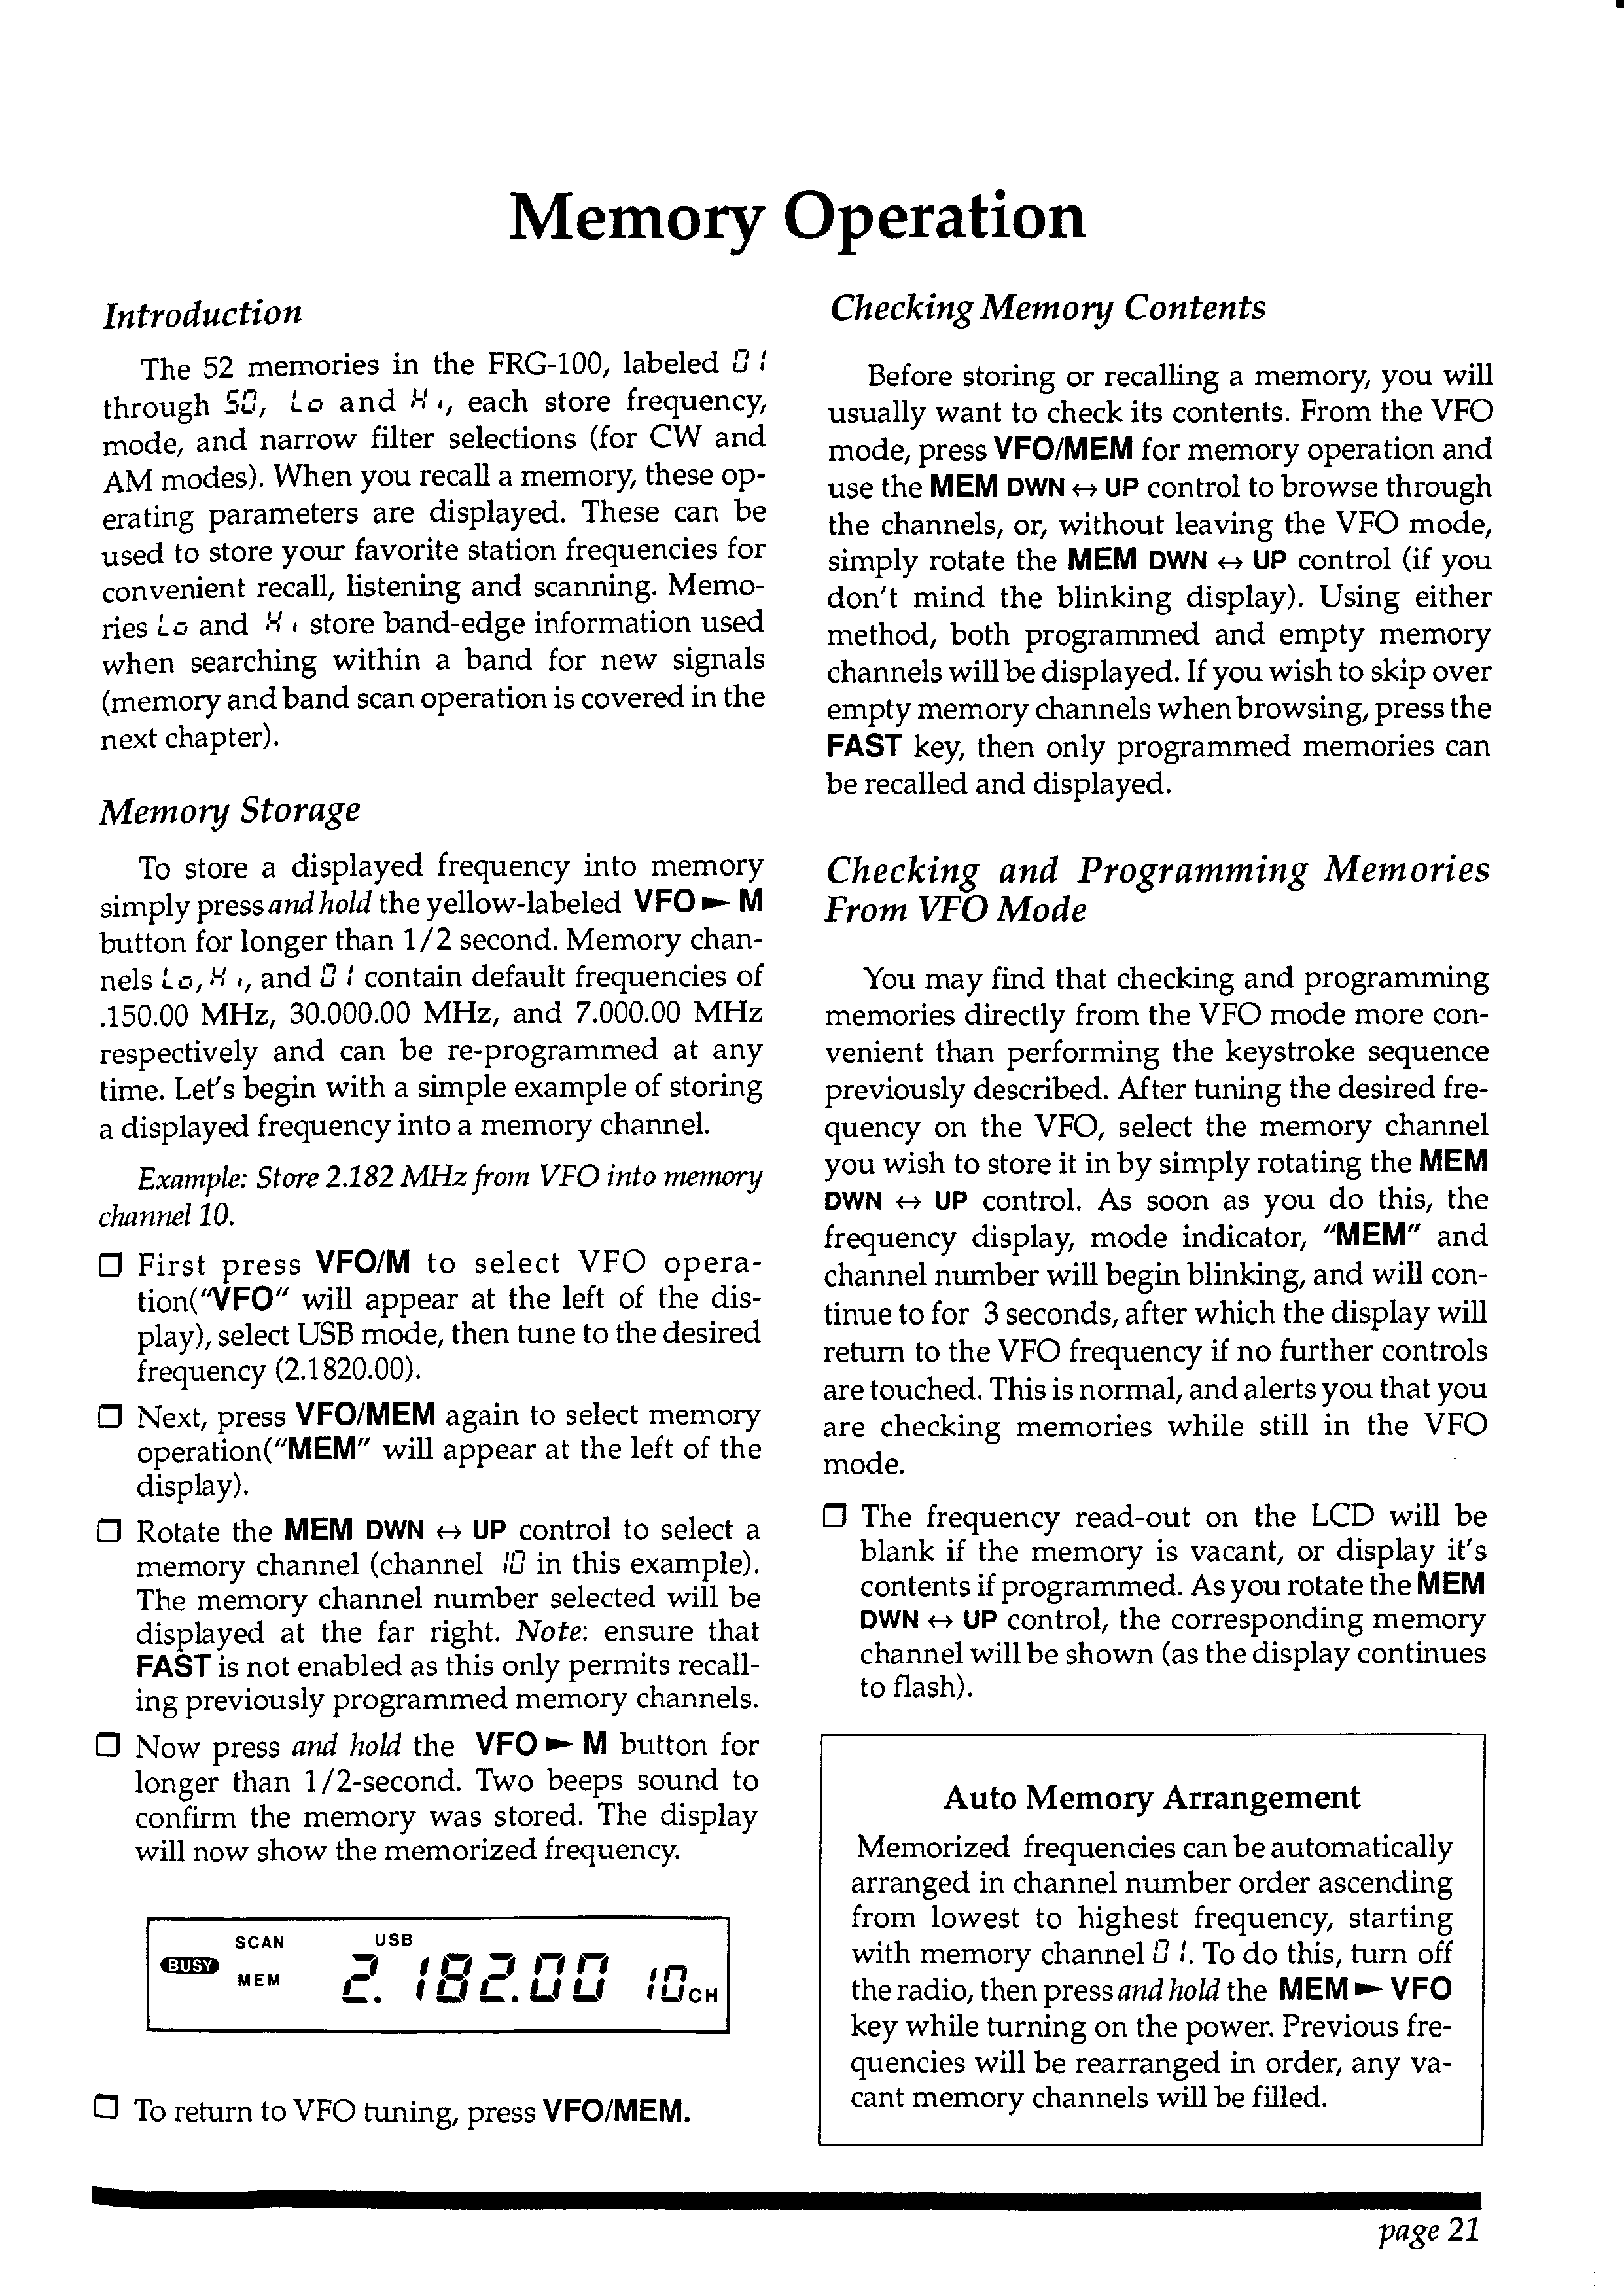 Memory Operation
Introduction
The 52 memories in the FRG-100, labeled 01
through 50, Lo and Hi, each store frequency,
mode, and narrow filter selections (for CW and
AM modes). When you recall a memory, these op-
erating parameters are displayed. These can be
used to store your favorite station frequencies for
convenient recall, listening and scanning. Memo-
ries Lo and Hi store band-edge information used
when searching within a band for new signals
(memory and band scan operation is covered in the
next chapter).
Memory Storage
To store a displayed frequency into memory
simply press and hold the yellow-labeled VFO ► M
button for longer than 1/2 second. Memory chan-
nels Lo, Hi, and 01 contain default frequencies of
.150.00 MHz, 30.000.00 MHz, and 7.000.00 MHz
respectively and can be re-programmed at any
time. Let's begin with a simple example of storing
a displayed frequency into a memory channel.
Example: Store 2.182 MHz from VFO into memory
channel 10.
❒ First press VFO/M to select VFO opera-
tion("VFO" will appear at the left of the dis-
play), select USB mode, then tune to the desired
frequency (2.1820.00).
❒ Next, press VFO/MEM again to select memory
operation("MEM" will appear at the left of the
display).
❒ Rotate the MEM DWN ↔ UP control to select a
memory channel (channel 10 in this example).
The memory channel number selected will be
displayed at the far right. Note: ensure that
FAST is not enabled as this only permits recall-
ing previously programmed memory channels.
❒ Now press and hold the VFO ► M button for
longer than 1/2-second. Two beeps sound to
confirm the memory was stored. The display
will now show the memorized frequency.
SCAN USB
BUSY MEM 2.182.00 10CH
❒ To return to VFO tuning, press VFO/MEM.
Checking Memory Contents
Before storing or recalling a memory, you will
usually want to check its contents. From the VFO
mode, press VFO/MEM for memory operation and
use the MEM DWN ↔ UP control to browse through
the channels, or, without leaving the VFO mode,
simply rotate the MEM DWN ↔ UP control (if you
don't mind the blinking display). Using either
method, both programmed and empty memory
channels will be displayed. If you wish to skip over
empty memory channels when browsing, press the
FAST key, then only programmed memories can
be recalled and displayed.
Checking and Programming Memories
From VFO Mode
You may find that checking and programming
memories directly from the VFO mode more con-
venient than performing the keystroke sequence
previously described. After tuning the desired fre-
quency on the VFO, select the memory channel
you wish to store it in by simply rotating the MEM
DWN ↔ UP control. As soon as you do this, the
frequency display, mode indicator, "MEM" and
channel number will begin blinking, and will con-
tinue to for 3 seconds, after which the display will
return to the VFO frequency if no further controls
are touched. This is normal, and alerts you that you
are checking memories while still in the VFO
mode.
❒ The frequency read-out on the LCD will be
blank if the memory is vacant, or display it's
contents if programmed. As you rotate the MEM
DWN ↔ UP control, the corresponding memory
channel will be shown (as the display continues
to flash).
Auto Memory Arrangement
Memorized frequencies can be automatically
arranged in channel number order ascending
from lowest to highest frequency, starting
with memory channel 01. To do this, turn off
the radio, then press and hold the MEM ► VFO
key while turning on the power. Previous fre-
quencies will be rearranged in order, any va-
cant memory channels will be filled.
page 21